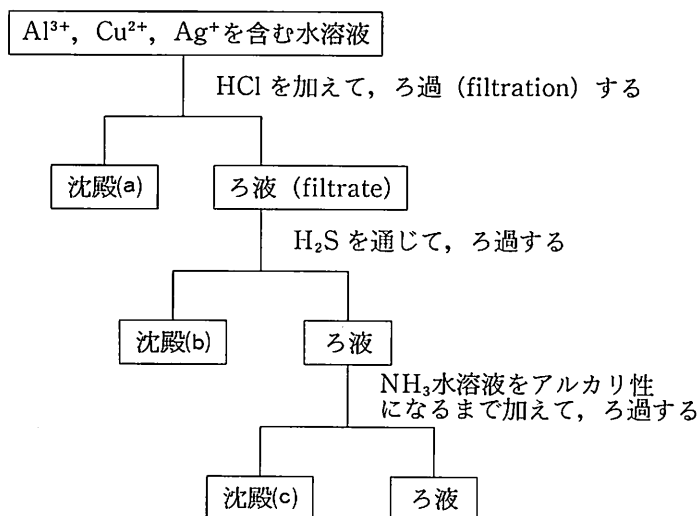 Al³⁺, Cu²⁺, Ag⁺を含む水溶液
HCl を加えて，ろ過（filtration）する
沈殿(a)
ろ液（filtrate）
H₂S を通じて，ろ過する
沈殿(b)
ろ液
NH₃水溶液をアルカリ性
になるまで加えて，ろ過する
沈殿(c)
ろ液